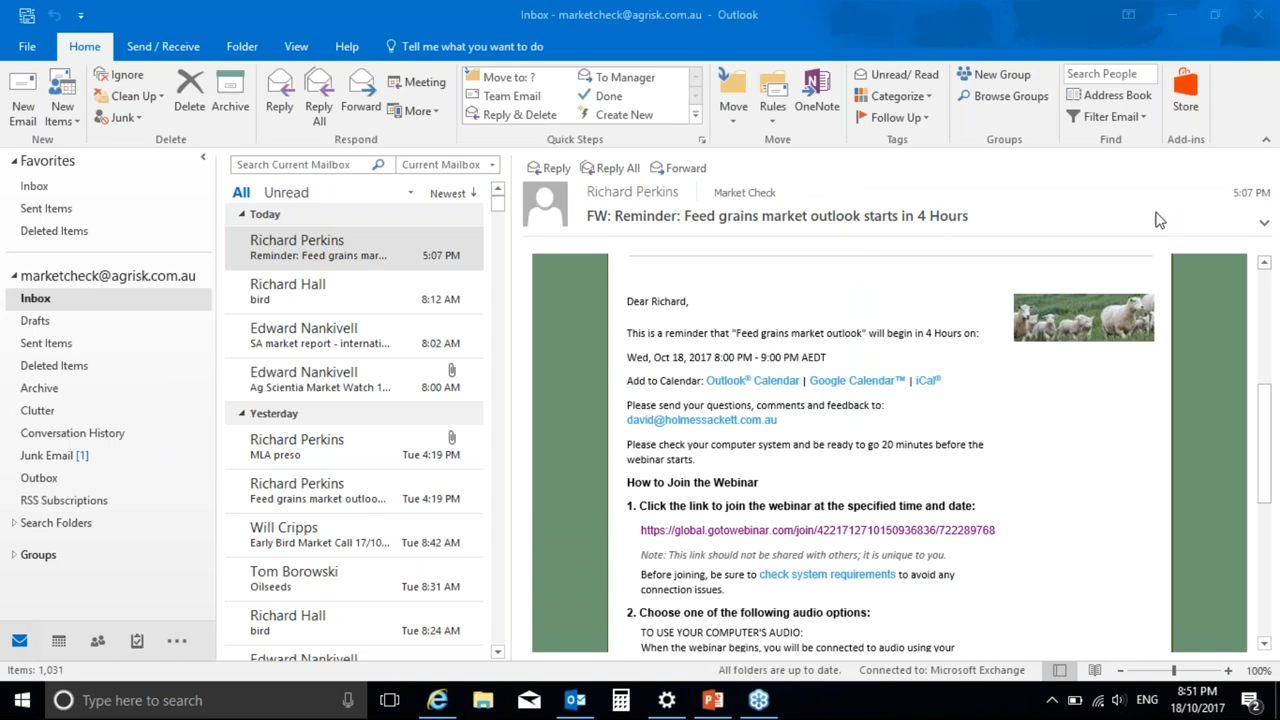 Inbox - marketcheck@agrisk.com.au - Outlook
File Home Send / Receive Folder View Help Tell me what you want to do
New Email
New Items
New
Ignore
Clean Up
Junk
Delete
Archive
Delete
Reply
Reply All
Forward
Meeting
More
Respond
Move to: ?
Team Email
Reply & Delete
To Manager
Done
Create New
Quick Steps
Move
Rules
OneNote
Move
Unread/ Read
Categorize
Follow Up
Tags
New Group
Browse Groups
Groups
Search People
Address Book
Filter Email
Find
Store
Add-ins
Favorites
Inbox
Sent Items
Deleted Items
marketcheck@agrisk.com.au
Inbox
Drafts
Sent Items
Deleted Items
Archive
Clutter
Conversation History
Junk Email [1]
Outbox
RSS Subscriptions
Search Folders
Groups
Search Current Mailbox Current Mailbox
All Unread Newest ↓
Today
Richard Perkins
Reminder: Feed grains mar... 5:07 PM
Richard Hall
bird 8:12 AM
Edward Nankivell
SA market report - internati... 8:02 AM
Edward Nankivell
Ag Scientia Market Watch 1... 8:00 AM
Yesterday
Richard Perkins
MLA preso Tue 4:19 PM
Richard Perkins
Feed grains market outloo... Tue 4:19 PM
Will Cripps
Early Bird Market Call 17/10... Tue 8:42 AM
Tom Borowski
Oilseeds Tue 8:31 AM
Richard Hall
bird Tue 8:24 AM
Edward Nankivell
Reply Reply All Forward
Richard Perkins Market Check 5:07 PM
FW: Reminder: Feed grains market outlook starts in 4 Hours
Dear Richard,
This is a reminder that "Feed grains market outlook" will begin in 4 Hours on:
Wed, Oct 18, 2017 8:00 PM - 9:00 PM AEDT
Add to Calendar: Outlook® Calendar | Google Calendar™ | iCal®
Please send your questions, comments and feedback to:
david@holmessackett.com.au
Please check your computer system and be ready to go 20 minutes before the
webinar starts.
How to Join the Webinar
1. Click the link to join the webinar at the specified time and date:
https://global.gotowebinar.com/join/4221712710150936836/722289768
Note: This link should not be shared with others; it is unique to you.
Before joining, be sure to check system requirements to avoid any
connection issues.
2. Choose one of the following audio options:
TO USE YOUR COMPUTER'S AUDIO:
When the webinar begins, you will be connected to audio using your
Items: 1,031 All folders are up to date. Connected to: Microsoft Exchange 100%
Type here to search ENG 8:51 PM
18/10/2017 2